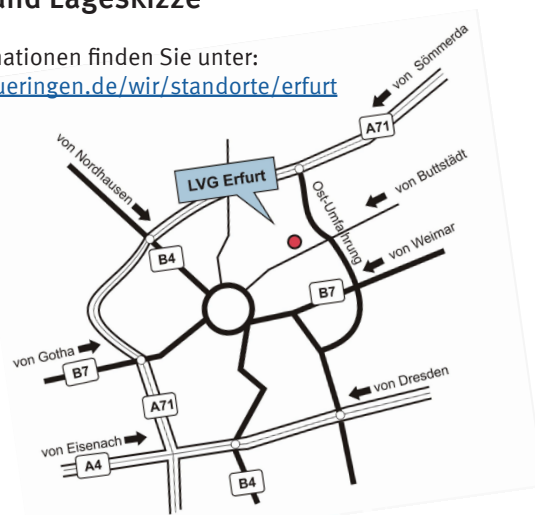 und Lageskizze
nationen finden Sie unter:
ueringen.de/wir/standorte/erfurt
von Sömmerda
A71
von Nordhausen
LVG Erfurt
Ost-Umfahrung
von Buttstädt
B4
von Weimar
B7
von Gotha
B7
A71
von Dresden
von Eisenach
A4
B4